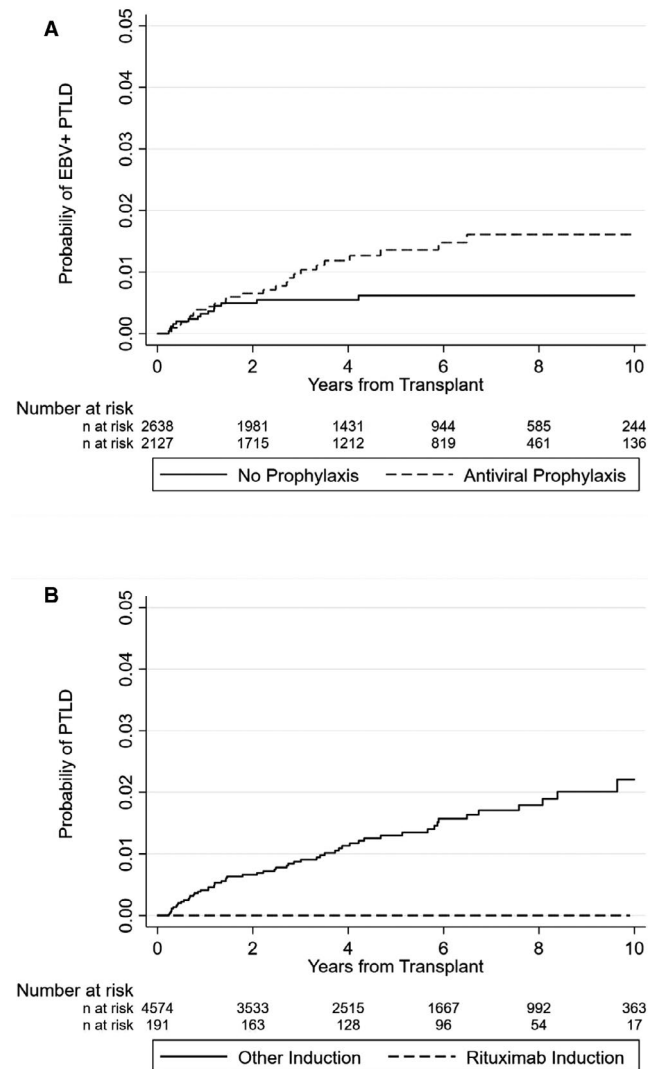 A
Probabiliy of EBV+ PTLD
0.05
0.04
0.03
0.02
0.01
0.00
0 2 4 6 8 10
Years from Transplant
Number at risk
n at risk 2638 1981 1431 944 585 244
n at risk 2127 1715 1212 819 461 136
No Prophylaxis Antiviral Prophylaxis
B
Probabiliy of PTLD
0.05
0.04
0.03
0.02
0.01
0.00
0 2 4 6 8 10
Years from Transplant
Number at risk
n at risk 4574 3533 2515 1667 992 363
n at risk 191 163 128 96 54 17
Other Induction Rituximab Induction